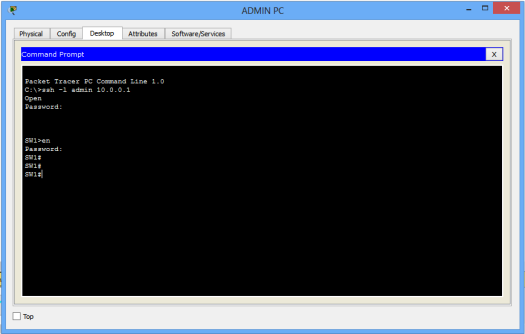 ADMIN PC
Physical Config Desktop Attributes Software/Services
Command Prompt X
Packet Tracer PC Command Line 1.0
C:\>ssh -l admin 10.0.0.1
Open
Password:
SW1>en
Password:
SW1#
SW1#
SW1#
Top